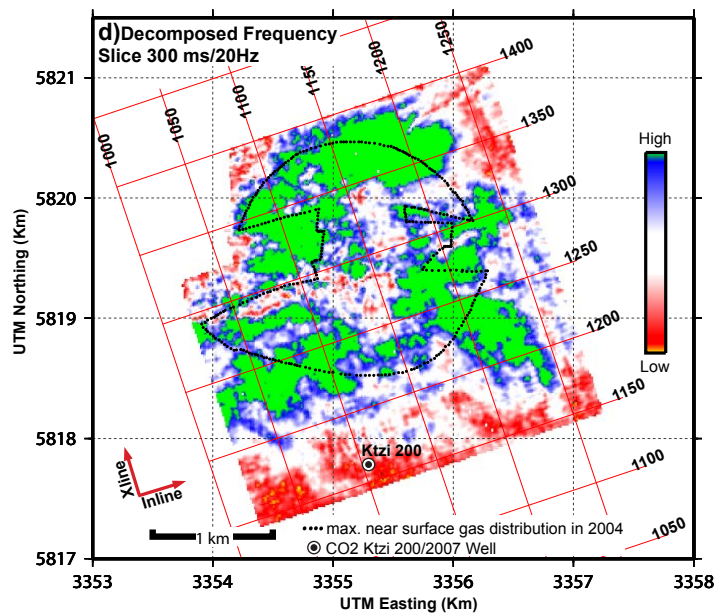 d)Decomposed Frequency
Slice 300 ms/20Hz
1000
1050
1100
1150
1200
1250
1400
1350
1300
1250
1200
1150
1100
1050
High
Low
5821
5820
5819
5818
5817
UTM Northing (Km)
Xline
Inline
1 km
Ktzi 200
max. near surface gas distribution in 2004
CO2 Ktzi 200/2007 Well
3353
3354
3355
3356
3357
3358
UTM Easting (Km)